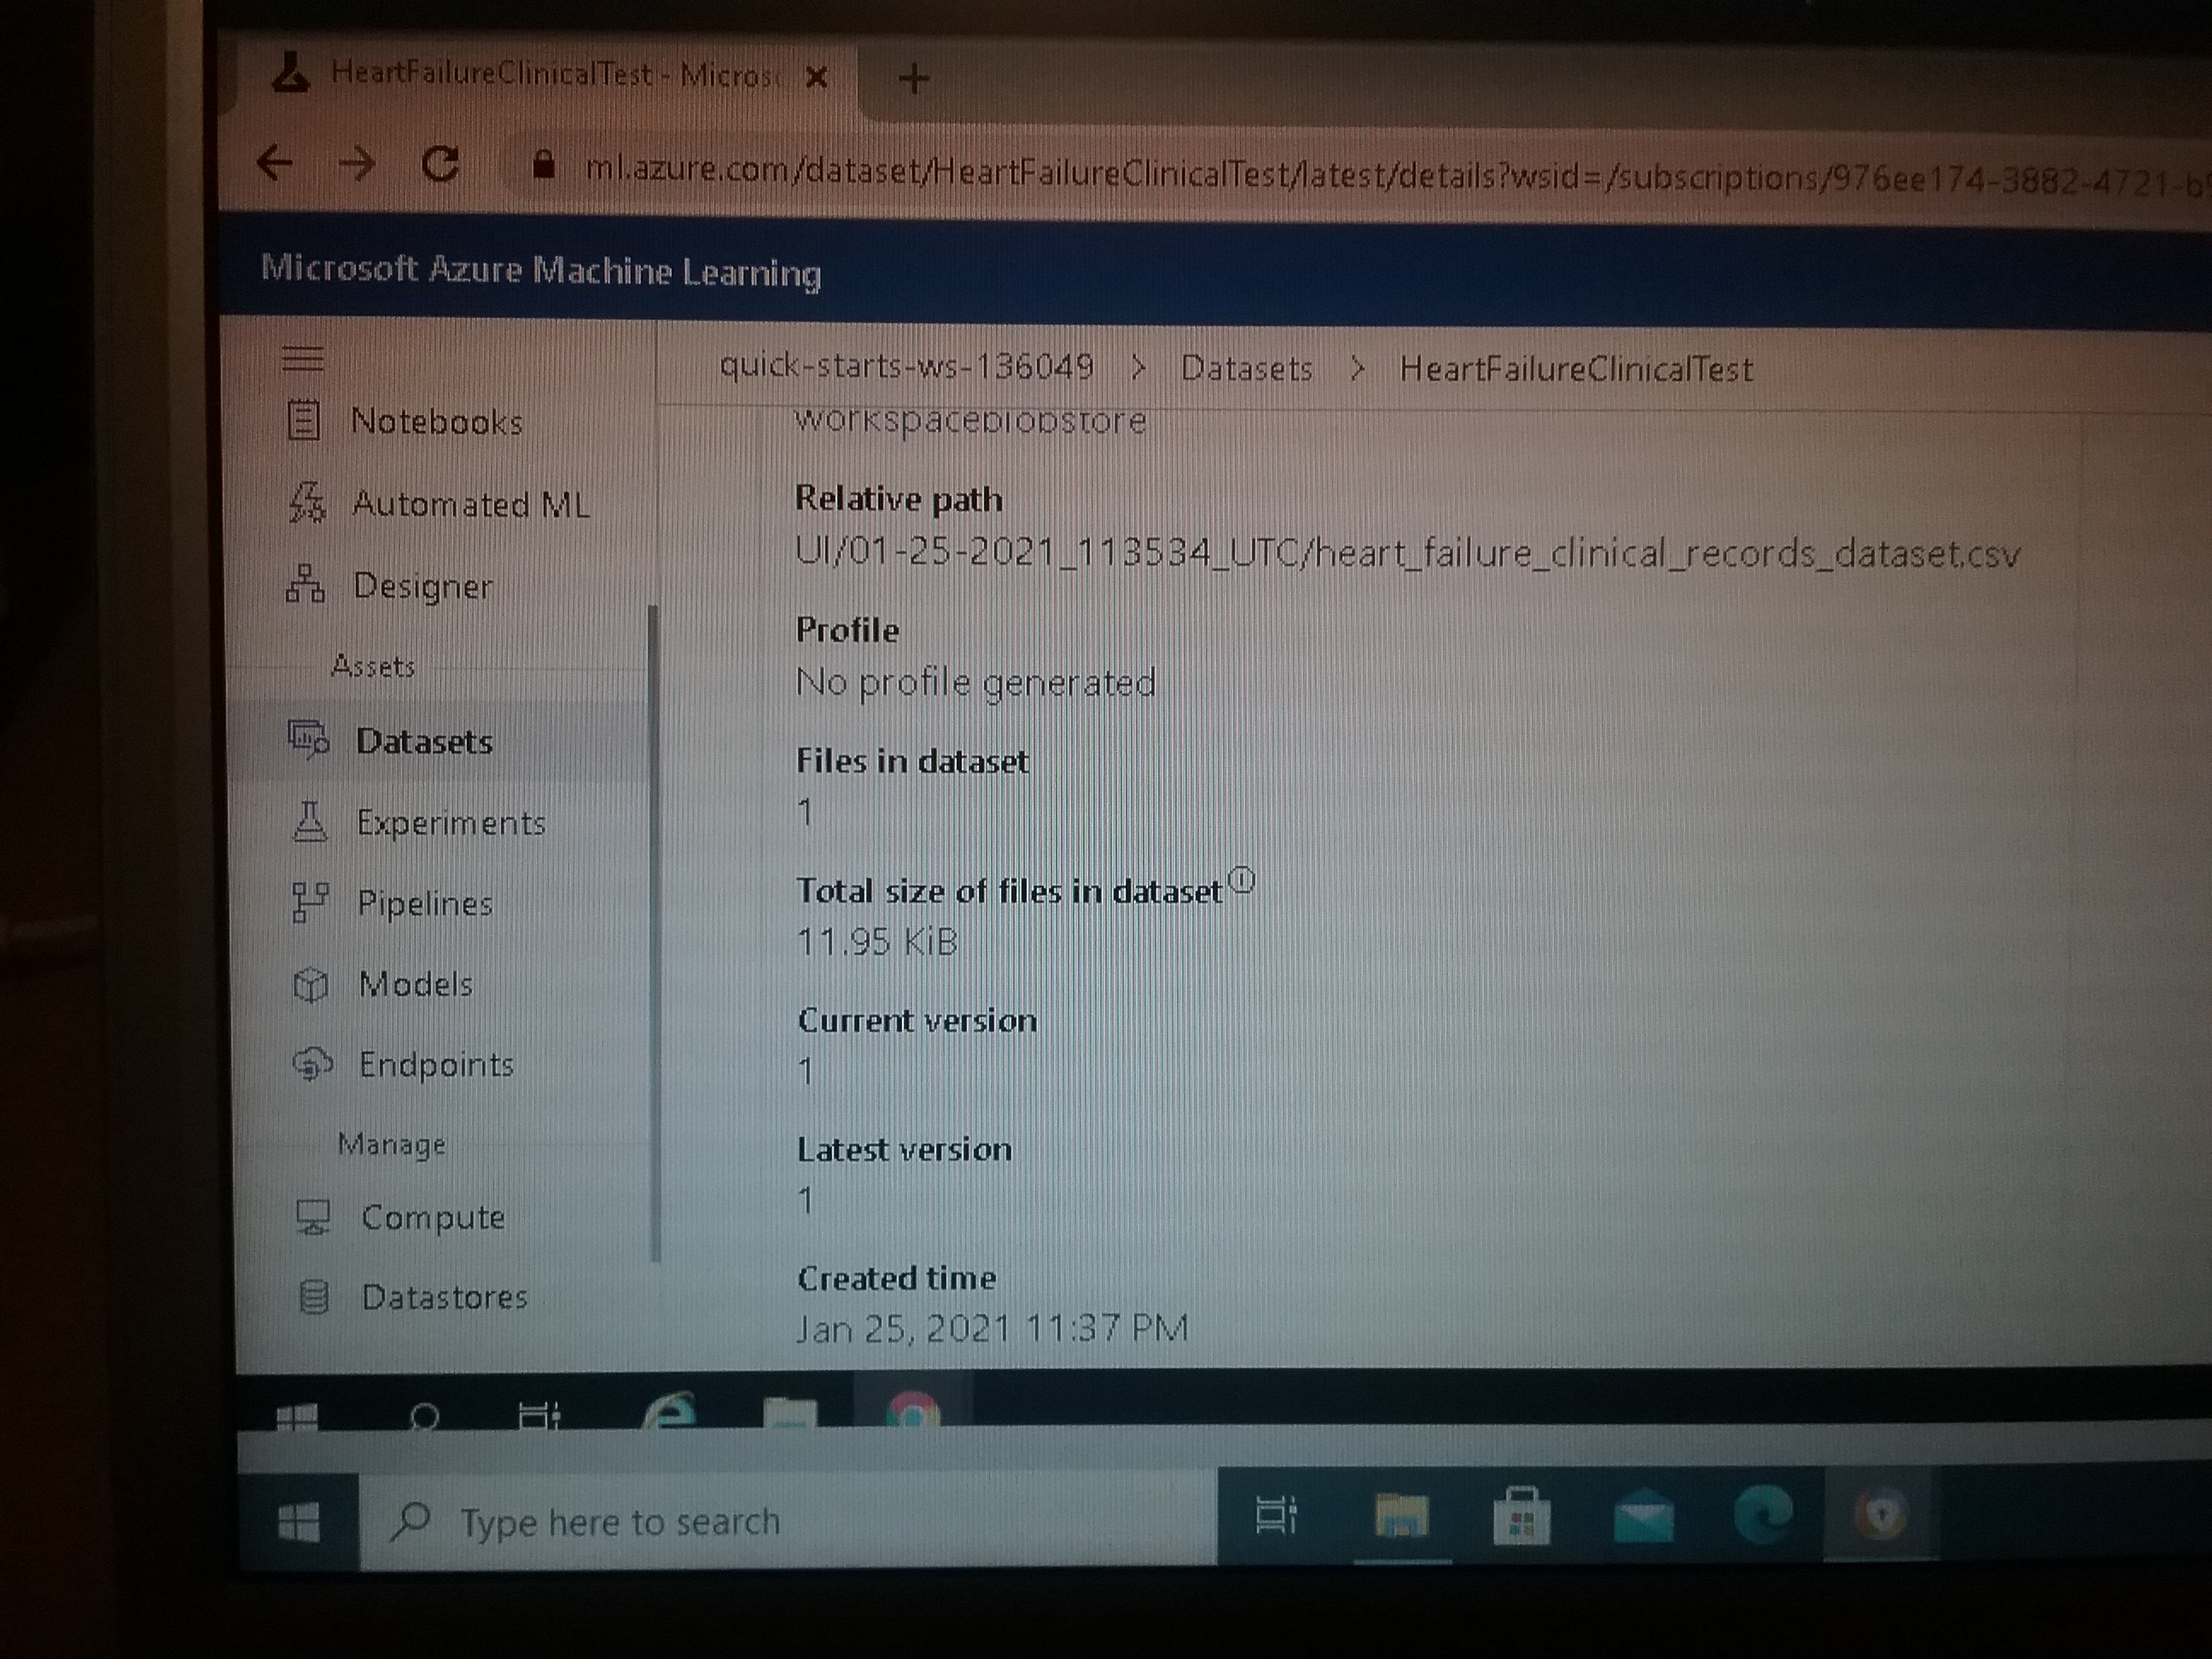 HeartFailureClinicalTest - Micros
ml.azure.com/dataset/HeartFailureClinicalTest/latest/details?wsid=/subscriptions/976ee174-3882-4721-b
Microsoft Azure Machine Learning
quick-starts-ws-136049 > Datasets > HeartFailureClinicalTest
Notebooks
Automated ML
Designer
Assets
Datasets
Experiments
Pipelines
Models
Endpoints
Manage
Compute
Datastores
workspaceblobstore
Relative path
UI/01-25-2021_113534_UTC/heart_failure_clinical_records_dataset.csv
Profile
No profile generated
Files in dataset
1
Total size of files in dataset
11.95 KiB
Current version
1
Latest version
1
Created time
Jan 25, 2021 11:37 PM
Type here to search